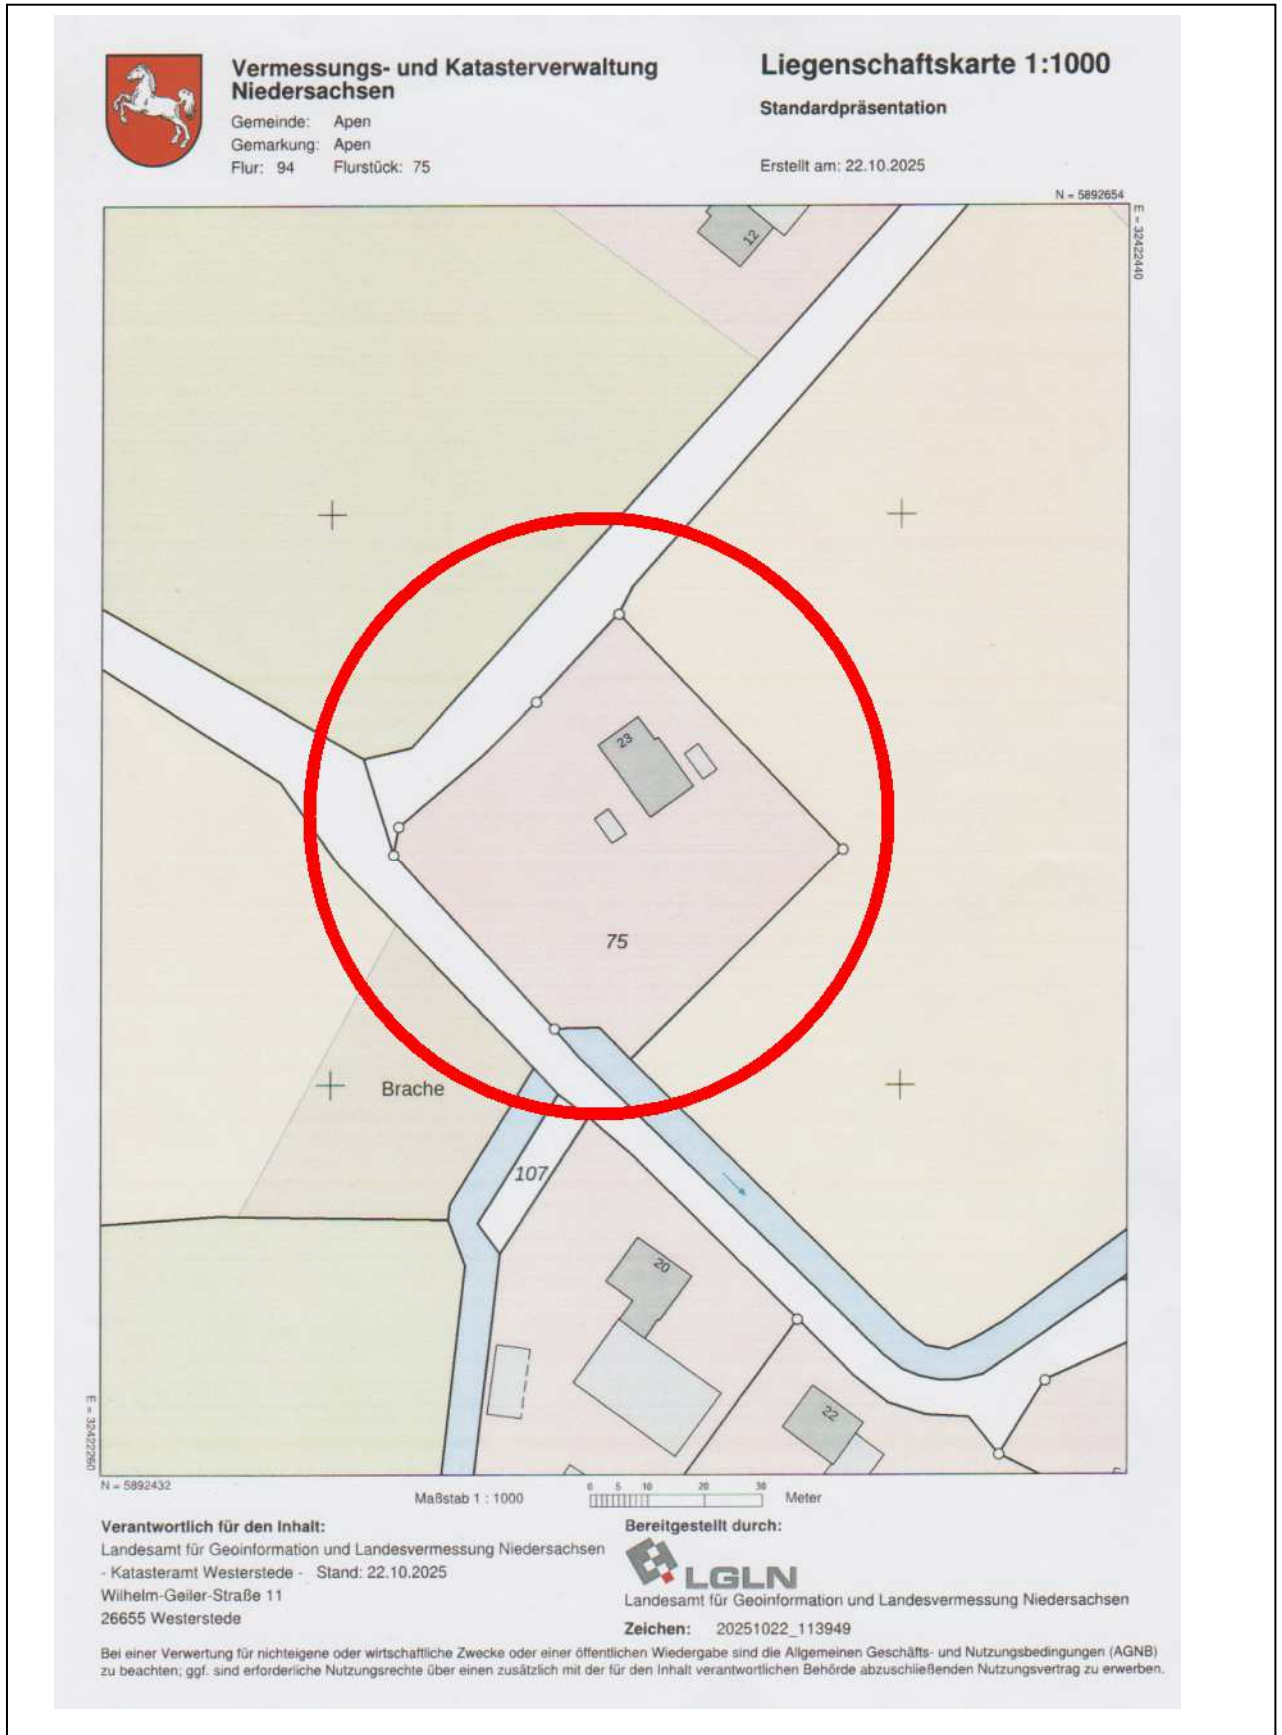 Vermessungs- und Katasterverwaltung
Niedersachsen
Gemeinde: Apen
Gemarkung: Apen
Flur: 94 Flurstück: 75
Liegenschaftskarte 1:1000
Standardpräsentation
Erstellt am: 22.10.2025
N = 5892654
E = 32422440
12
23
75
Brache
107
20
22
E = 32422260
N = 5892432
Maßstab 1 : 1000
0 5 10 20 30
Meter
Verantwortlich für den Inhalt:
Landesamt für Geoinformation und Landesvermessung Niedersachsen
- Katasteramt Westerstede - Stand: 22.10.2025
Wilhelm-Geiler-Straße 11
26655 Westerstede
Bereitgestellt durch:
LGLN
Landesamt für Geoinformation und Landesvermessung Niedersachsen
Zeichen: 20251022_113949
Bei einer Verwertung für nichteigene oder wirtschaftliche Zwecke oder einer öffentlichen Wiedergabe sind die Allgemeinen Geschäfts- und Nutzungsbedingungen (AGNB)
zu beachten; ggf. sind erforderliche Nutzungsrechte über einen zusätzlich mit der für den Inhalt verantwortlichen Behörde abzuschließenden Nutzungsvertrag zu erwerben.